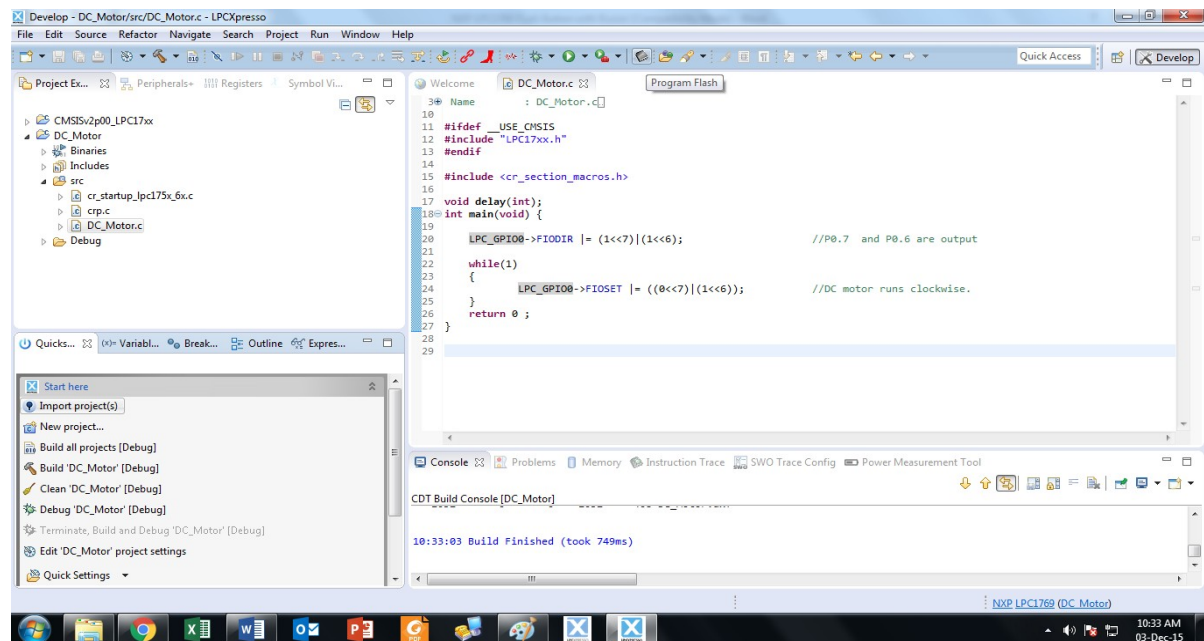 Develop - DC_Motor/src/DC_Motor.c - LPCXpresso
File Edit Source Refactor Navigate Search Project Run Window Help
Quick Access
Develop
Project Ex... Peripherals+ Registers Symbol Vi...
CMSISv2p00_LPC17xx
DC_Motor
Binaries
Includes
src
cr_startup_lpc175x_6x.c
crp.c
DC_Motor.c
Debug
Welcome DC_Motor.c
Program Flash
3 Name : DC_Motor.c
10
11 #ifdef __USE_CMSIS
12 #include "LPC17xx.h"
13 #endif
14
15 #include <cr_section_macros.h>
16
17 void delay(int);
18 int main(void) {
19
20 LPC_GPIO0->FIODIR |= (1<<7)|(1<<6); //P0.7 and P0.6 are output
21
22 while(1)
23 {
24 LPC_GPIO0->FIOSET |= ((0<<7)|(1<<6)); //DC motor runs clockwise.
25 }
26 return 0 ;
27 }
28
29
Quicks... (x)= Variabl... Break... Outline Expres...
Start here
Import project(s)
New project...
Build all projects [Debug]
Build 'DC_Motor' [Debug]
Clean 'DC_Motor' [Debug]
Debug 'DC_Motor' [Debug]
Terminate, Build and Debug 'DC_Motor' [Debug]
Edit 'DC_Motor' project settings
Quick Settings
Console Problems Memory Instruction Trace SWO Trace Config Power Measurement Tool
CDT Build Console [DC_Motor]
10:33:03 Build Finished (took 749ms)
NXP LPC1769 (DC_Motor)
10:33 AM
03-Dec-15